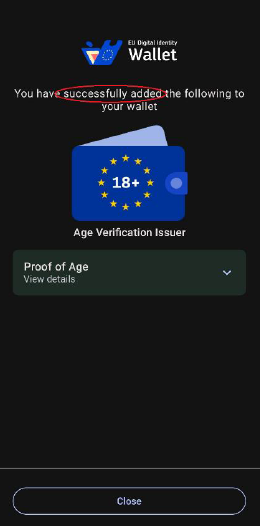 EU Digital Identity
Wallet
You have successfully added the following to
your wallet
18+
Age Verification Issuer
Proof of Age
View details
Close